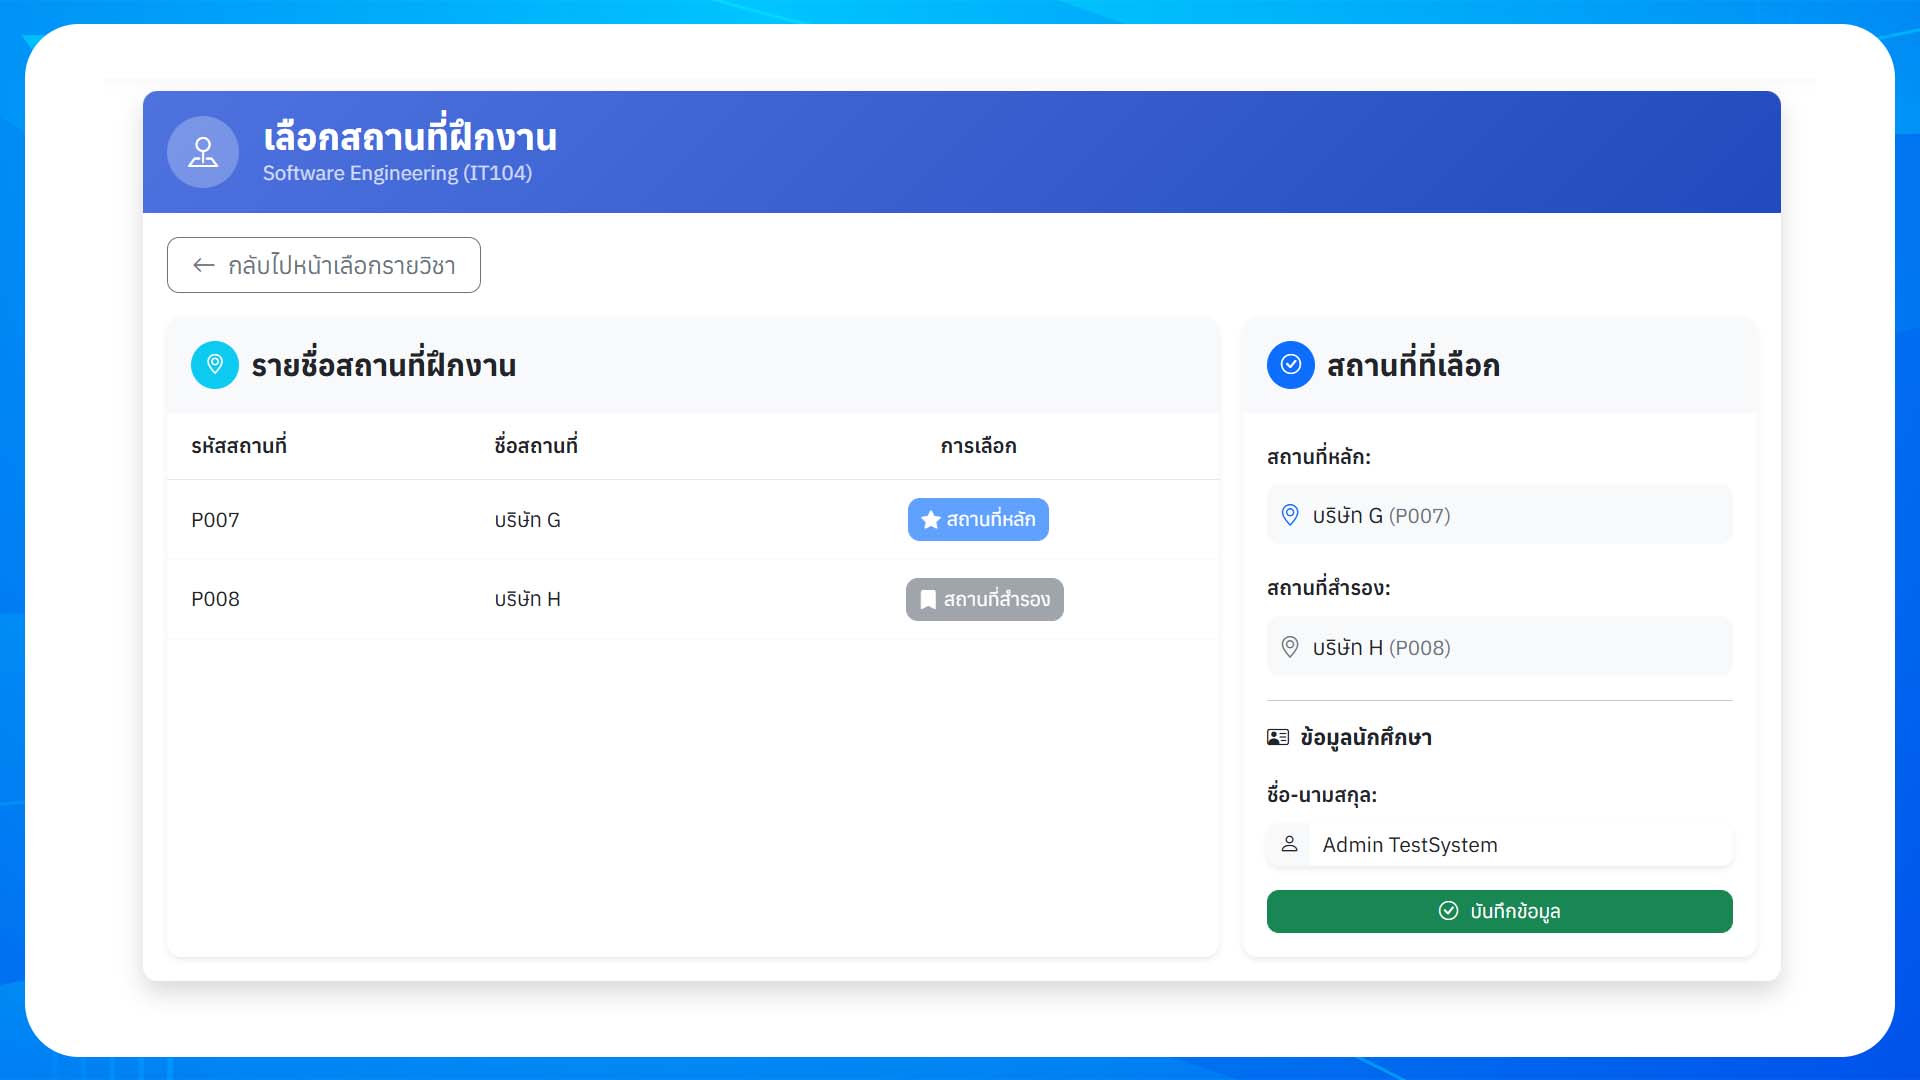 เลือกสถานที่ฝึกงาน
Software Engineering (IT104)
← กลับไปหน้าเลือกรายวิชา
รายชื่อสถานที่ฝึกงาน
รหัสสถานที่ ชื่อสถานที่ การเลือก
P007 บริษัท G สถานที่หลัก
P008 บริษัท H สถานที่สำรอง
สถานที่ที่เลือก
สถานที่หลัก:
บริษัท G (P007)
สถานที่สำรอง:
บริษัท H (P008)
ข้อมูลนักศึกษา
ชื่อ-นามสกุล:
Admin TestSystem
บันทึกข้อมูล